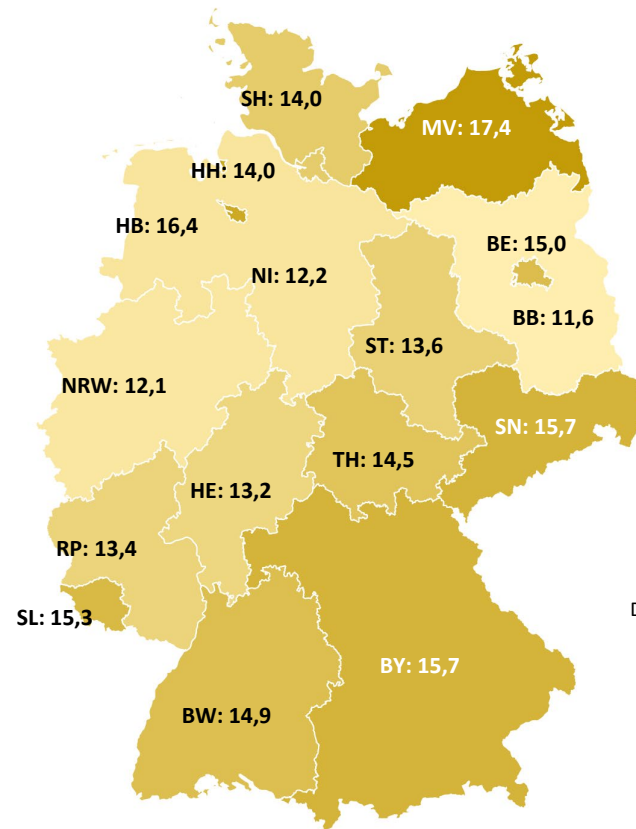 SH: 14,0
MV: 17,4
HH: 14,0
HB: 16,4
BE: 15,0
NI: 12,2
BB: 11,6
ST: 13,6
NRW: 12,1
SN: 15,7
TH: 14,5
HE: 13,2
RP: 13,4
SL: 15,3
BY: 15,7
BW: 14,9